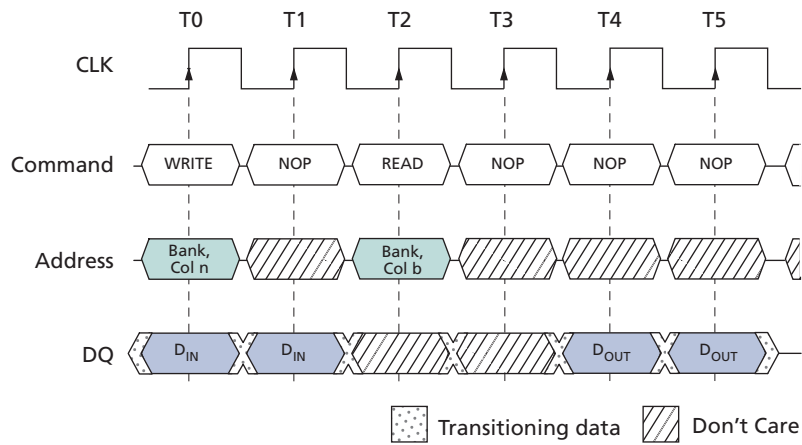 T0 T1 T2 T3 T4 T5
CLK
Command WRITE NOP READ NOP NOP NOP
Address Bank, Col n Bank, Col b
DQ DIN DIN DOUT DOUT
Transitioning data Don't Care